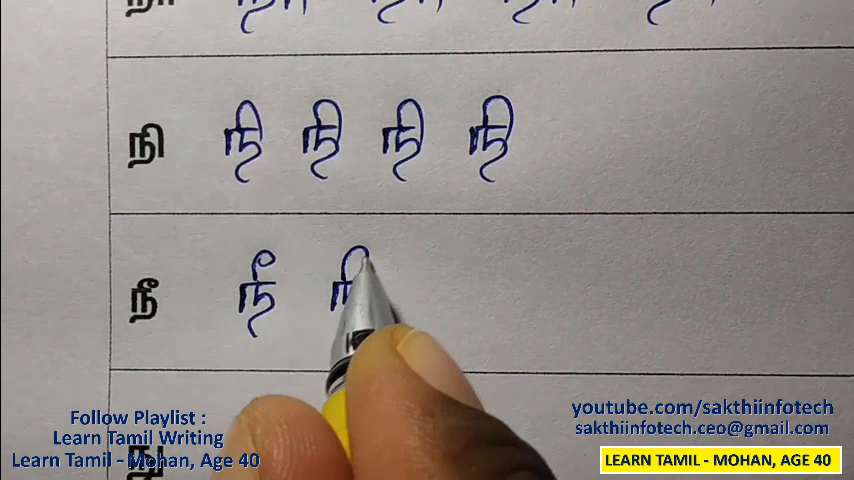 நா
நி நி நி நி நி
நீ நீ
நு
Follow Playlist :
Learn Tamil Writing
Learn Tamil - Mohan, Age 40
youtube.com/sakthiinfotech
sakthiinfotech.ceo@gmail.com
LEARN TAMIL - MOHAN, AGE 40